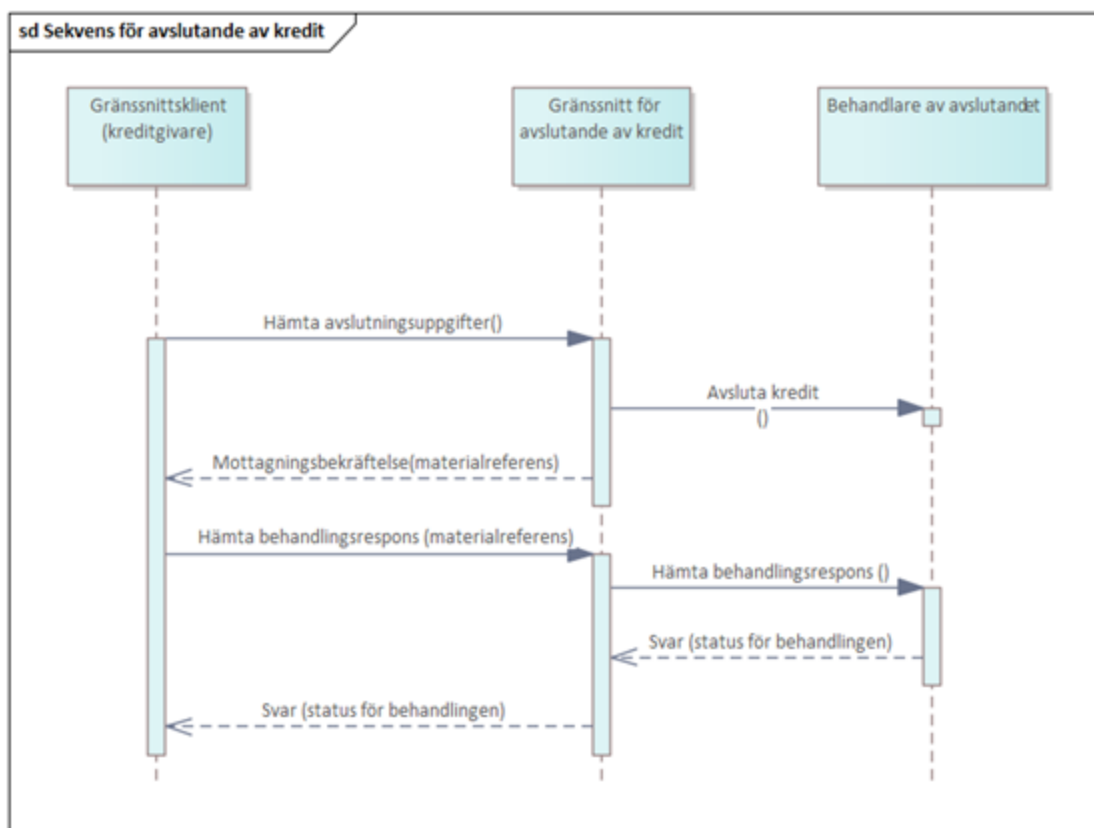 sd Sekvens för avslutande av kredit
Gränssnittsklient
(kreditgivare)
Gränssnitt för
avslutande av kredit
Behandlare av avslutandet
Hämta avslutningsuppgifter()
Avsluta kredit
()
Mottagningsbekräftelse(materialreferens)
Hämta behandlingsrespons (materialreferens)
Hämta behandlingsrespons ()
Svar (status för behandlingen)
Svar (status för behandlingen)